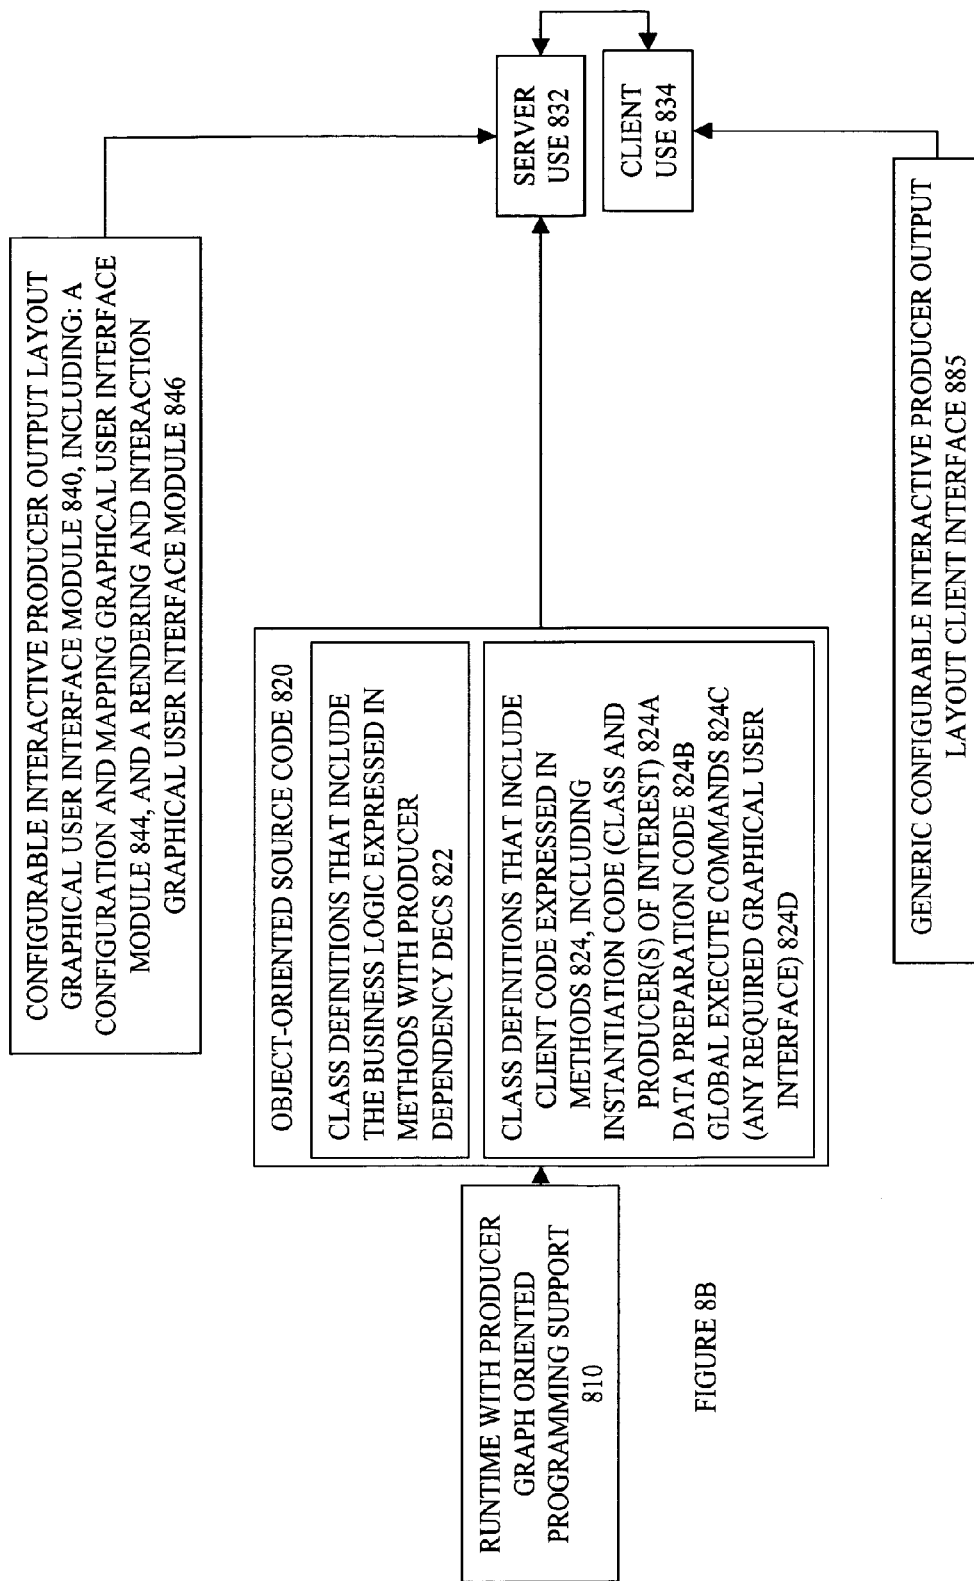 CONFIGURABLE INTERACTIVE PRODUCER OUTPUT LAYOUT
GRAPHICAL USER INTERFACE MODULE 840, INCLUDING: A
CONFIGURATION AND MAPPING GRAPHICAL USER INTERFACE
MODULE 844, AND A RENDERING AND INTERACTION
GRAPHICAL USER INTERFACE MODULE 846
RUNTIME WITH PRODUCER
GRAPH ORIENTED
PROGRAMMING SUPPORT
810
OBJECT-ORIENTED SOURCE CODE 820
CLASS DEFINITIONS THAT INCLUDE
THE BUSINESS LOGIC EXPRESSED IN
METHODS WITH PRODUCER
DEPENDENCY DECS 822
CLASS DEFINITIONS THAT INCLUDE
CLIENT CODE EXPRESSED IN
METHODS 824, INCLUDING
INSTANTIATION CODE (CLASS AND
PRODUCER(S) OF INTEREST) 824A
DATA PREPARATION CODE 824B
GLOBAL EXECUTE COMMANDS 824C
(ANY REQUIRED GRAPHICAL USER
INTERFACE) 824D
SERVER
USE 832
CLIENT
USE 834
GENERIC CONFIGURABLE INTERACTIVE PRODUCER OUTPUT
LAYOUT CLIENT INTERFACE 885
FIGURE 8B